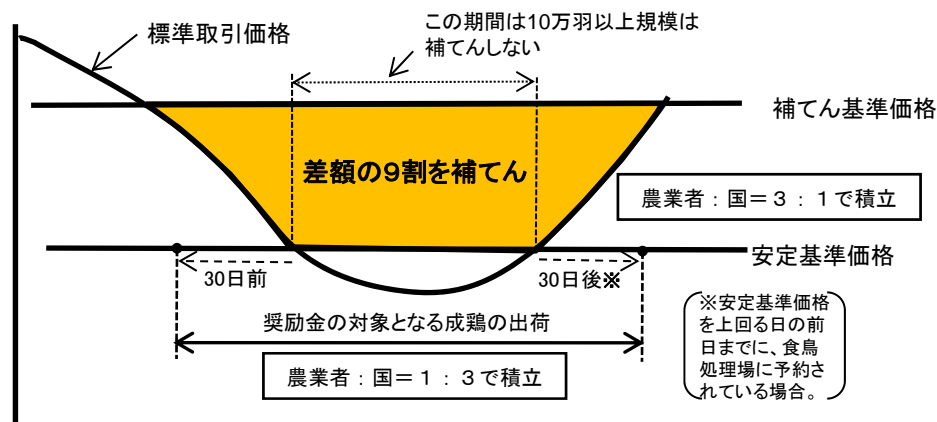 この期間は10万羽以上規模は
補てんしない
標準取引価格
補てん基準価格
差額の9割を補てん
農業者：国＝３：１で積立
安定基準価格
30日前
30日後※
奨励金の対象となる成鶏の出荷
農業者：国＝１：３で積立
※安定基準価格
を上回る日の前
日までに、食鳥
処理場に予約さ
れている場合。